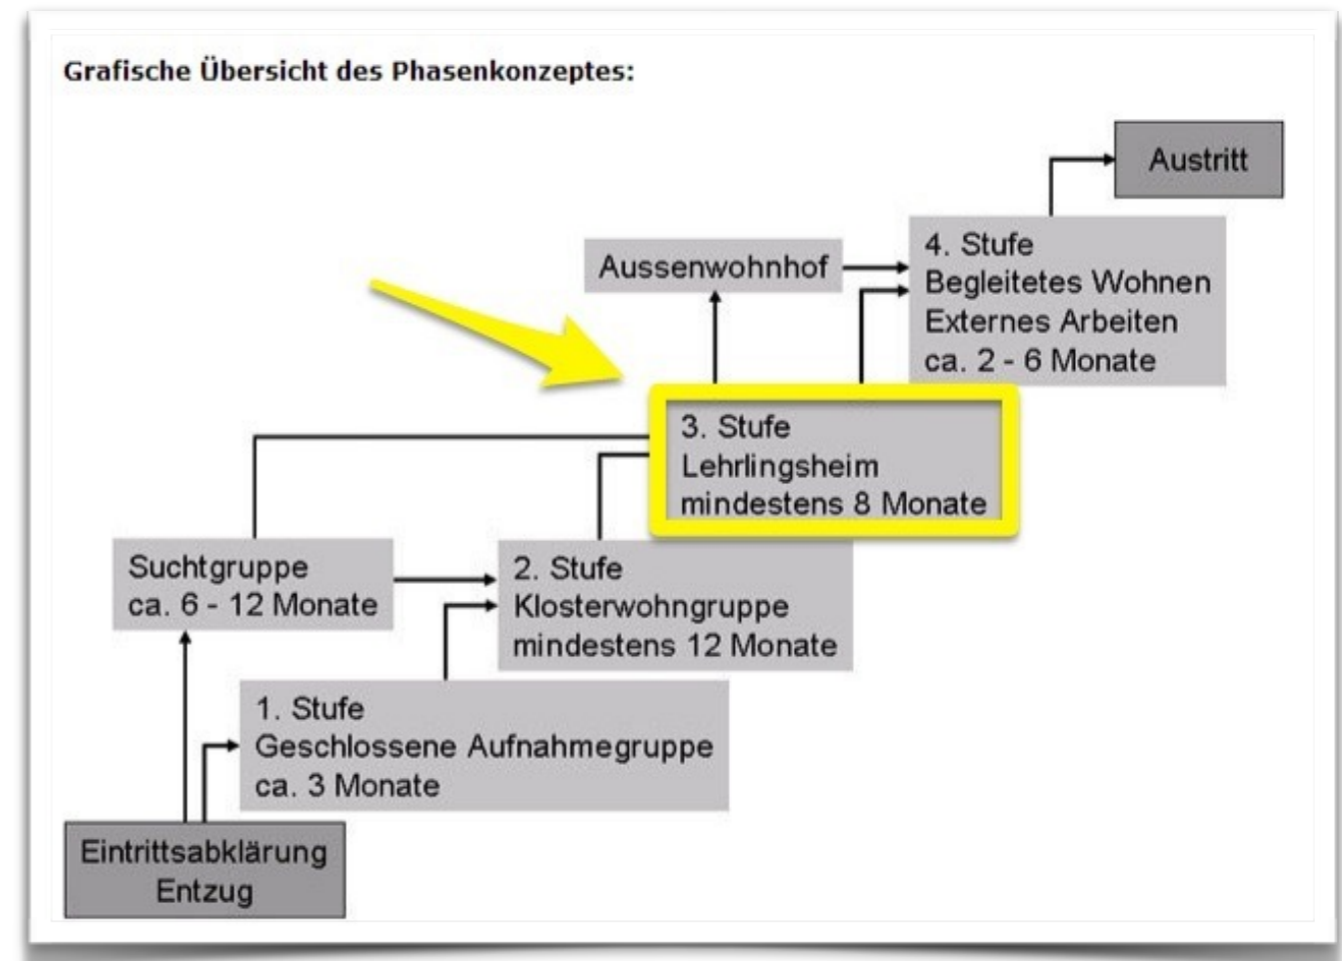 Grafische Übersicht des Phasenkonzeptes:
Austritt
4. Stufe
Begleitetes Wohnen
Externes Arbeiten
ca. 2 - 6 Monate
Aussenwohnhof
3. Stufe
Lehrlingsheim
mindestens 8 Monate
Suchtgruppe
ca. 6 - 12 Monate
2. Stufe
Klosterwohngruppe
mindestens 12 Monate
1. Stufe
Geschlossene Aufnahmegruppe
ca. 3 Monate
Eintrittsabklärung
Entzug